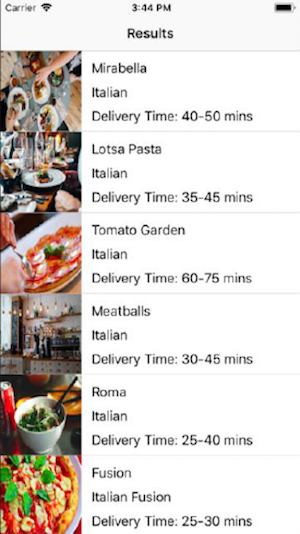 Carrier 3:44 PM
Results
Mirabella
Italian
Delivery Time: 40-50 mins
Lotsa Pasta
Italian
Delivery Time: 35-45 mins
Tomato Garden
Italian
Delivery Time: 60-75 mins
Meatballs
Italian
Delivery Time: 30-45 mins
Roma
Italian
Delivery Time: 25-40 mins
Fusion
Italian Fusion
Delivery Time: 25-30 mins